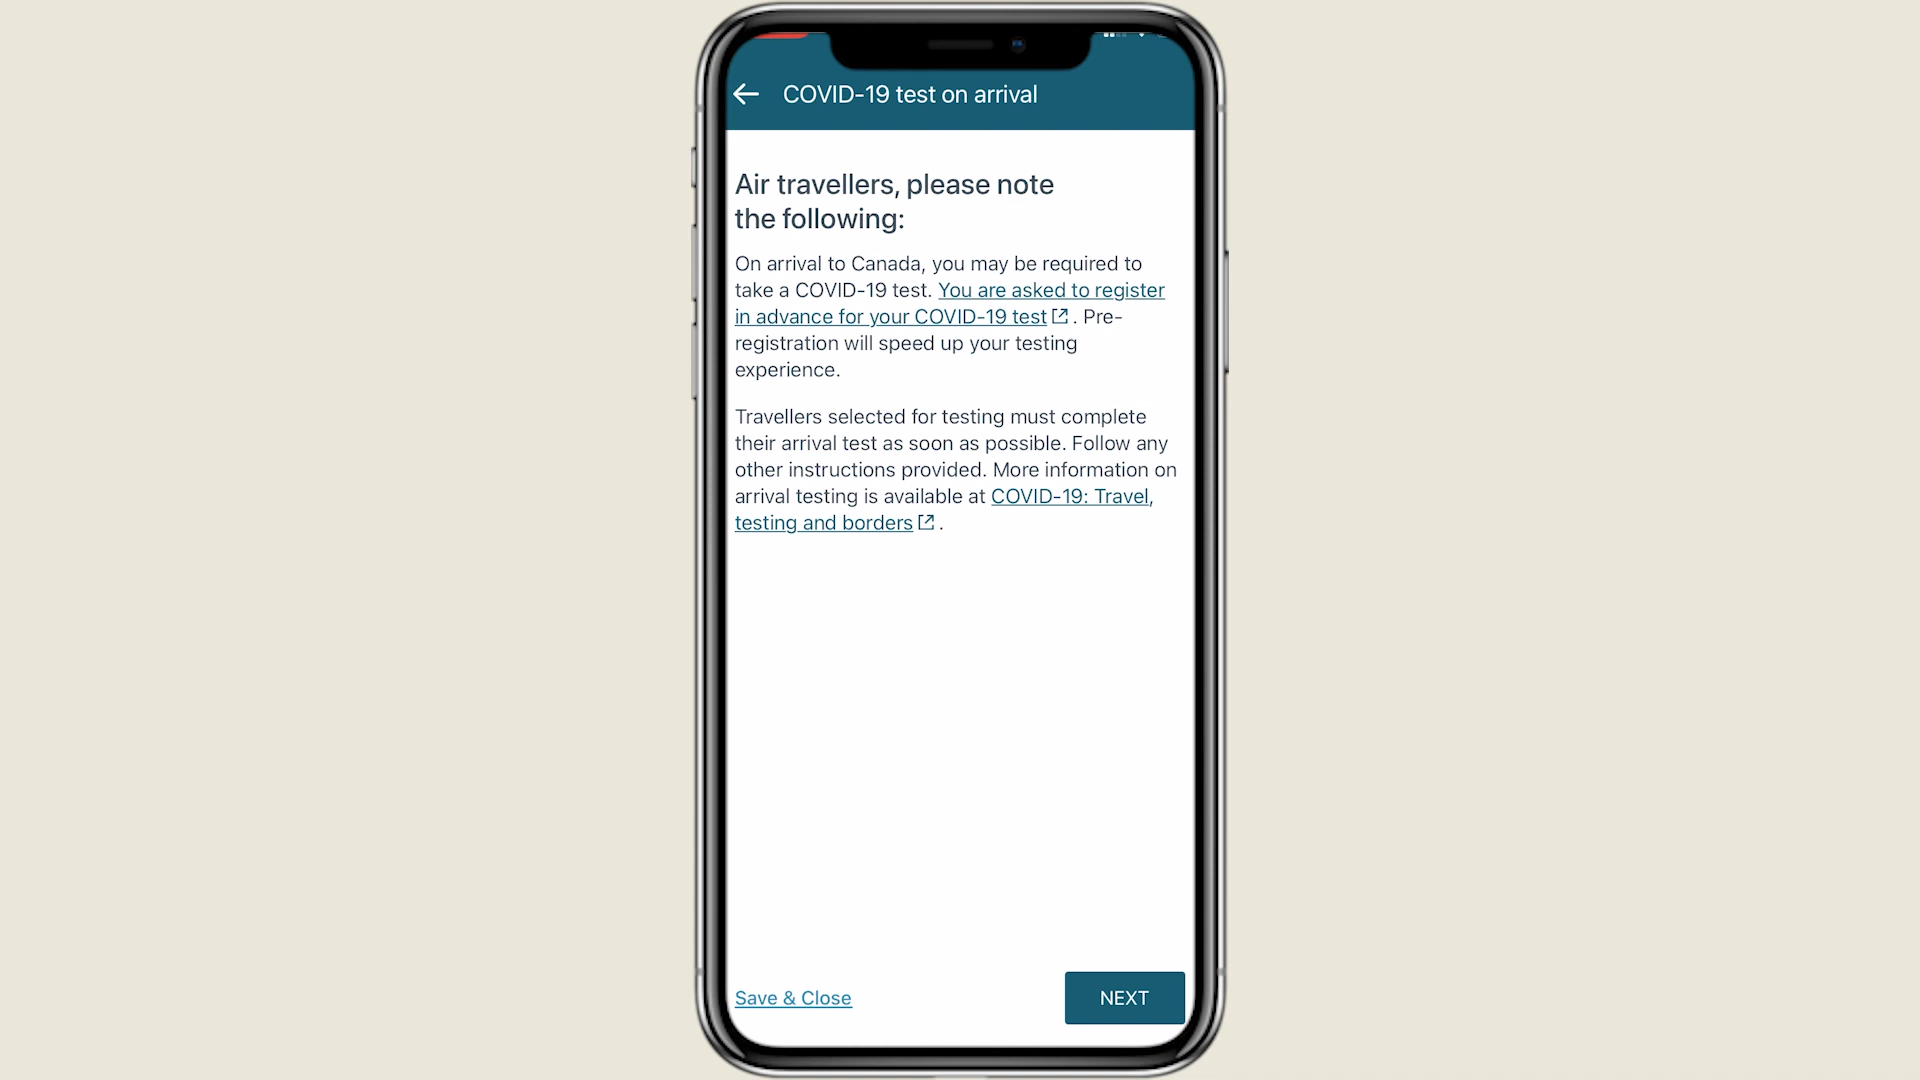 COVID-19 test on arrival
Air travellers, please note
the following:
On arrival to Canada, you may be required to
take a COVID-19 test. You are asked to register
in advance for your COVID-19 test . Pre-
registration will speed up your testing
experience.
Travellers selected for testing must complete
their arrival test as soon as possible. Follow any
other instructions provided. More information on
arrival testing is available at COVID-19: Travel,
testing and borders .
Save & Close
NEXT